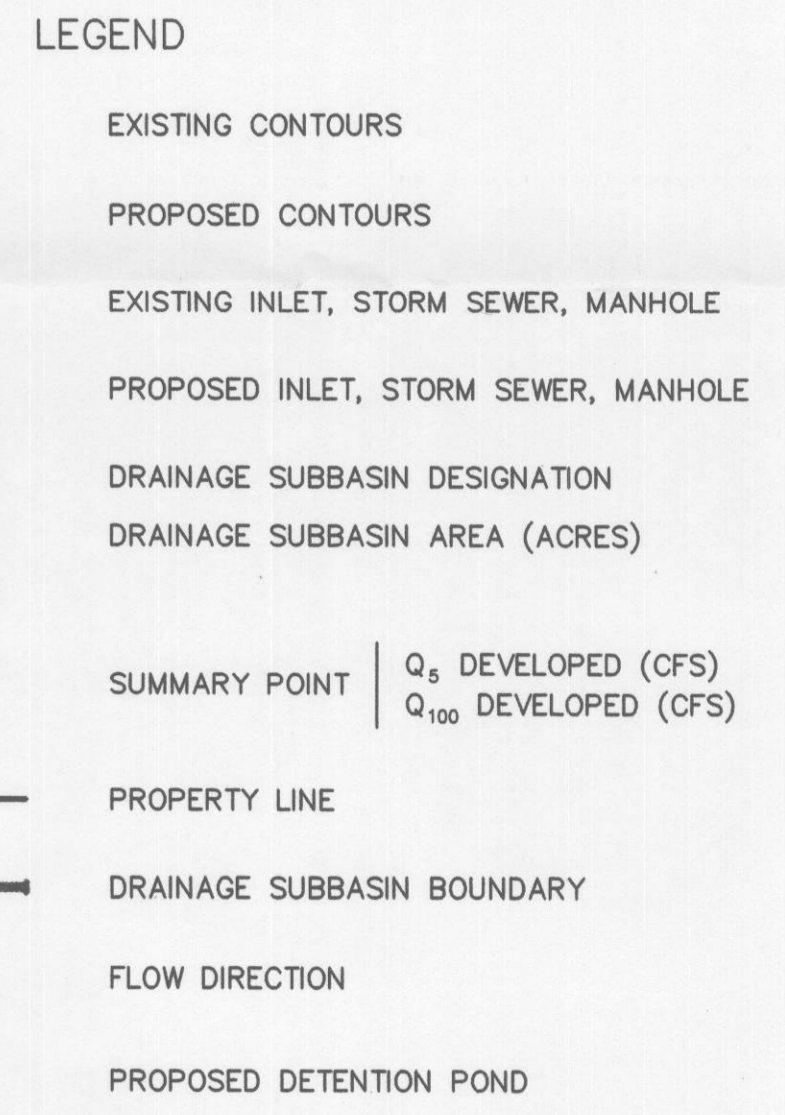 LEGEND
EXISTING CONTOURS
PROPOSED CONTOURS
EXISTING INLET, STORM SEWER, MANHOLE
PROPOSED INLET, STORM SEWER, MANHOLE
DRAINAGE SUBBASIN DESIGNATION
DRAINAGE SUBBASIN AREA (ACRES)
SUMMARY POINT
Q₅ DEVELOPED (CFS)
Q₁₀₀ DEVELOPED (CFS)
PROPERTY LINE
DRAINAGE SUBBASIN BOUNDARY
FLOW DIRECTION
PROPOSED DETENTION POND